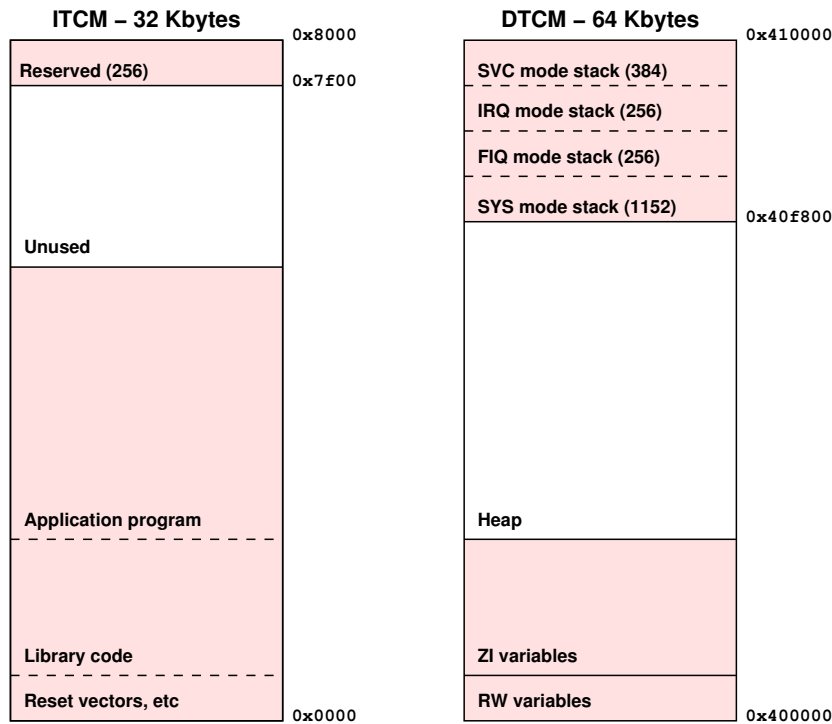 ITCM – 32 Kbytes
0x8000
Reserved (256)
0x7f00
Unused
Application program
Library code
Reset vectors, etc
0x0000
DTCM – 64 Kbytes
0x410000
SVC mode stack (384)
IRQ mode stack (256)
FIQ mode stack (256)
SYS mode stack (1152)
0x40f800
Heap
ZI variables
RW variables
0x400000